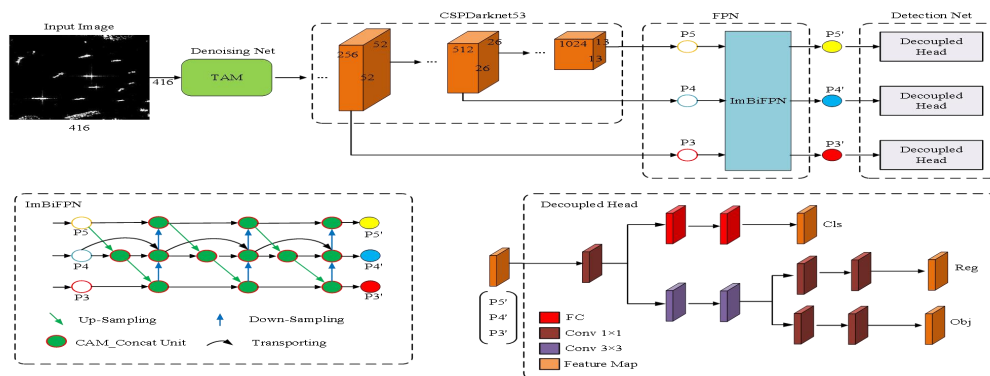 Input Image
416
416
Denoising Net
TAM
CSPDarknet53
...
256
52
52
...
512
26
26
...
1024
13
13
FPN
P5
P4
P3
ImBiFPN
P5'
P4'
P3'
Detection Net
Decoupled
Head
Decoupled
Head
Decoupled
Head
ImBiFPN
P5
P4
P3
P5'
P4'
P3'
Up-Sampling
Down-Sampling
CAM_Concat Unit
Transporting
Decoupled Head
P5'
P4'
P3'
Cls
Reg
Obj
FC
Conv 1×1
Conv 3×3
Feature Map